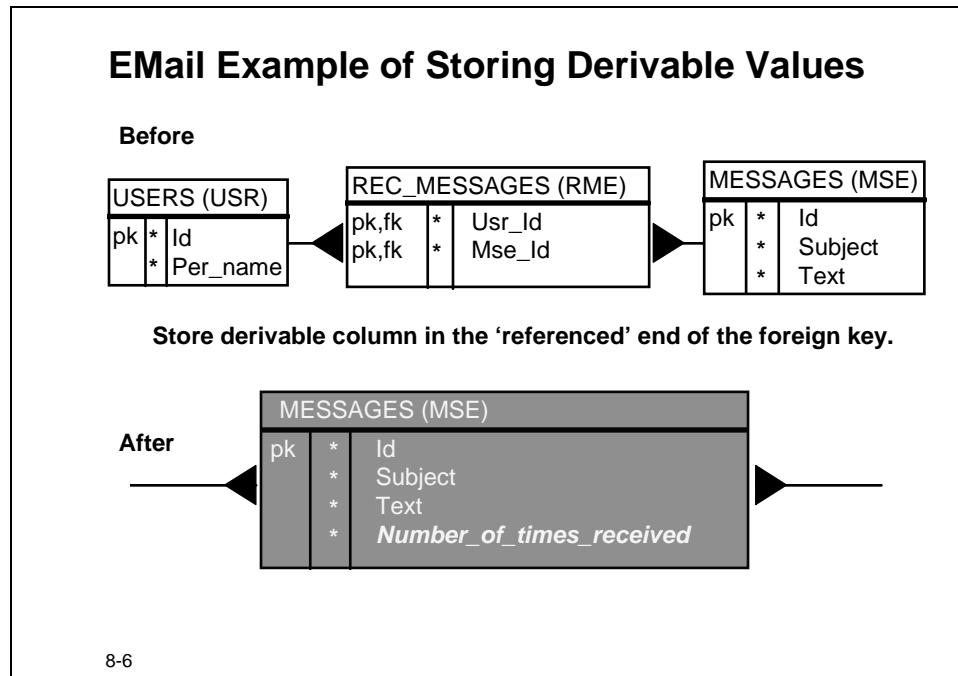 EMail Example of Storing Derivable Values
Before
USERS (USR)
pk * Id
* Per_name
REC_MESSAGES (RME)
pk,fk * Usr_Id
pk,fk * Mse_Id
MESSAGES (MSE)
pk * Id
* Subject
* Text
Store derivable column in the ‘referenced’ end of the foreign key.
After
MESSAGES (MSE)
pk * Id
* Subject
* Text
* Number_of_times_received
8-6